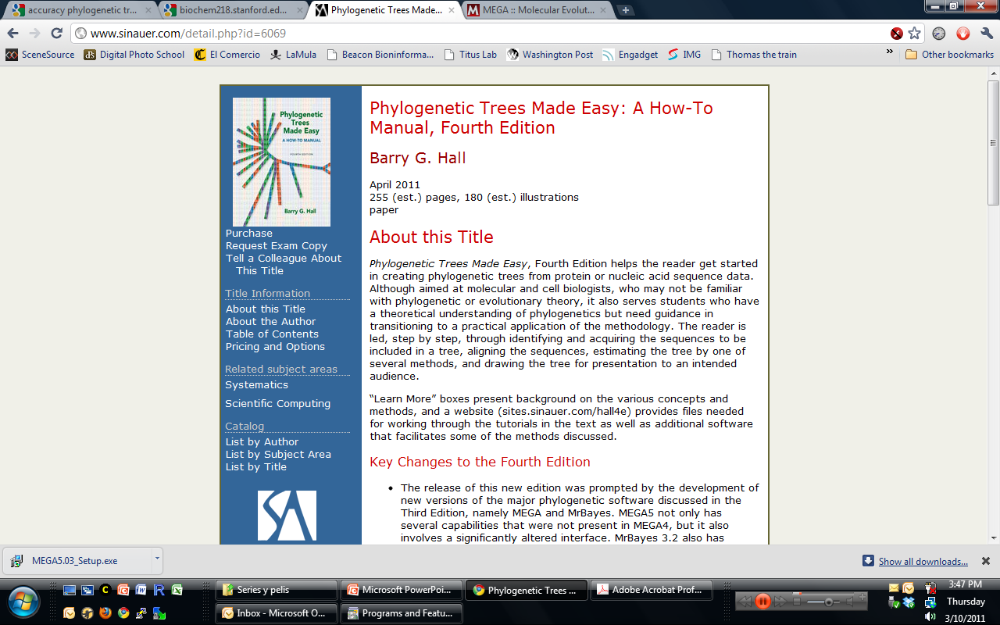 accuracy phylogenetic tr...
biochem218.stanford.ed...
Phylogenetic Trees Made...
MEGA :: Molecular Evolut...
www.sinauer.com/detail.php?id=6069
SceneSource
Digital Photo School
El Comercio
LaMula
Beacon Bioninforma...
Titus Lab
Washington Post
Engadget
IMG
Thomas the train
»
Other bookmarks
Phylogenetic
Trees
Made Easy
A HOW-TO MANUAL
FOURTH EDITION
Barry G. Hall
Purchase
Request Exam Copy
Tell a Colleague About
This Title
Title Information
About this Title
About the Author
Table of Contents
Pricing and Options
Related subject areas
Systematics
Scientific Computing
Catalog
List by Author
List by Subject Area
List by Title
Phylogenetic Trees Made Easy: A How-To
Manual, Fourth Edition
Barry G. Hall
April 2011
255 (est.) pages, 180 (est.) illustrations
paper
About this Title
Phylogenetic Trees Made Easy, Fourth Edition helps the reader get started
in creating phylogenetic trees from protein or nucleic acid sequence data.
Although aimed at molecular and cell biologists, who may not be familiar
with phylogenetic or evolutionary theory, it also serves students who have
a theoretical understanding of phylogenetics but need guidance in
transitioning to a practical application of the methodology. The reader is
led, step by step, through identifying and acquiring the sequences to be
included in a tree, aligning the sequences, estimating the tree by one of
several methods, and drawing the tree for presentation to an intended
audience.
“Learn More” boxes present background on the various concepts and
methods, and a website (sites.sinauer.com/hall4e) provides files needed
for working through the tutorials in the text as well as additional software
that facilitates some of the methods discussed.
Key Changes to the Fourth Edition
• The release of this new edition was prompted by the development of
new versions of the major phylogenetic software discussed in the
Third Edition, namely MEGA and MrBayes. MEGA5 not only has
several capabilities that were not present in MEGA4, but it also
involves a significantly altered interface. MrBayes 3.2 also has
MEGA5.03_Setup.exe
Show all downloads...
Series y pelis
Microsoft PowerPoi...
Phylogenetic Trees ...
Adobe Acrobat Prof...
Inbox - Microsoft O...
Programs and Featu...
3:47 PM
Thursday
3/10/2011